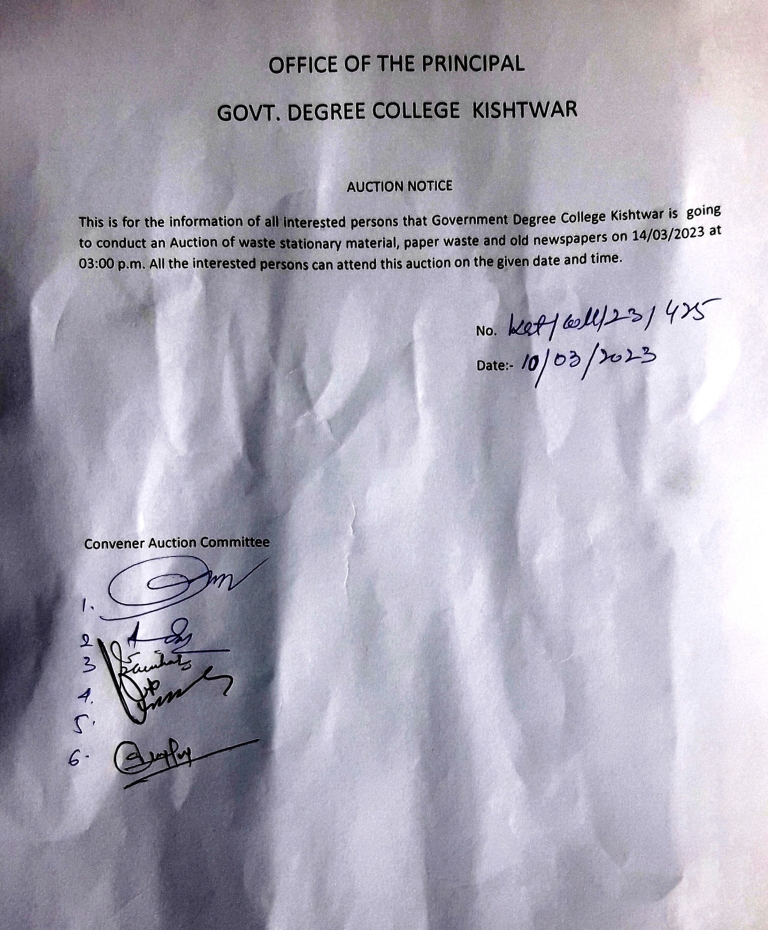 OFFICE OF THE PRINCIPAL
GOVT. DEGREE COLLEGE KISHTWAR
AUCTION NOTICE
This is for the information of all interested persons that Government Degree College Kishtwar is going
to conduct an Auction of waste stationary material, paper waste and old newspapers on 14/03/2023 at
03:00 p.m. All the interested persons can attend this auction on the given date and time.
No. /Coll/23/425
Date:- 10/03/2023
Convener Auction Committee
1.
2
3
4.
5.
6.